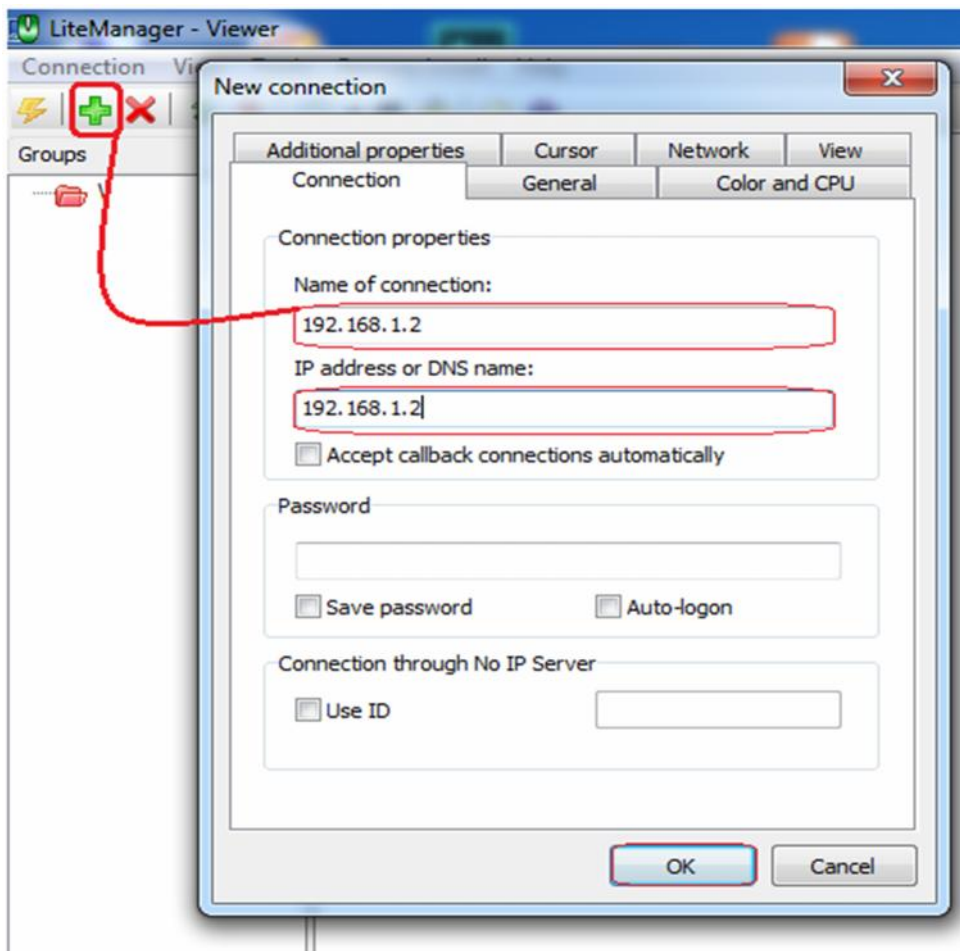 LiteManager - Viewer
Connection
New connection
Groups
Additional properties Cursor Network View
Connection General Color and CPU
Connection properties
Name of connection:
192.168.1.2
IP address or DNS name:
192.168.1.2
Accept callback connections automatically
Password
Save password Auto-logon
Connection through No IP Server
Use ID
OK Cancel